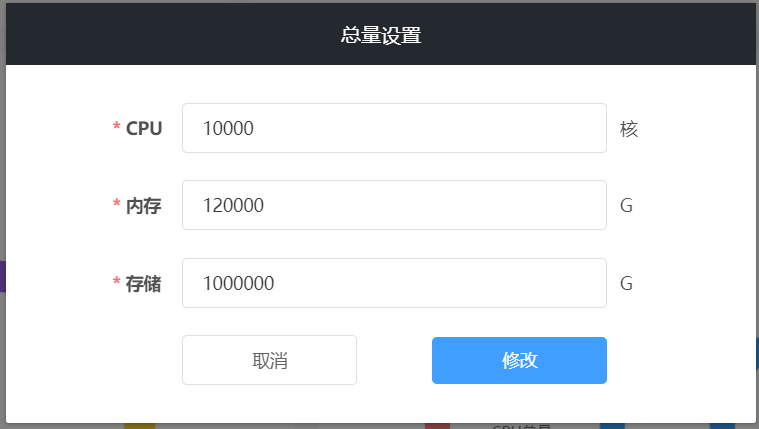 总量设置
* CPU 10000 核
* 内存 120000 G
* 存储 1000000 G
取消 修改